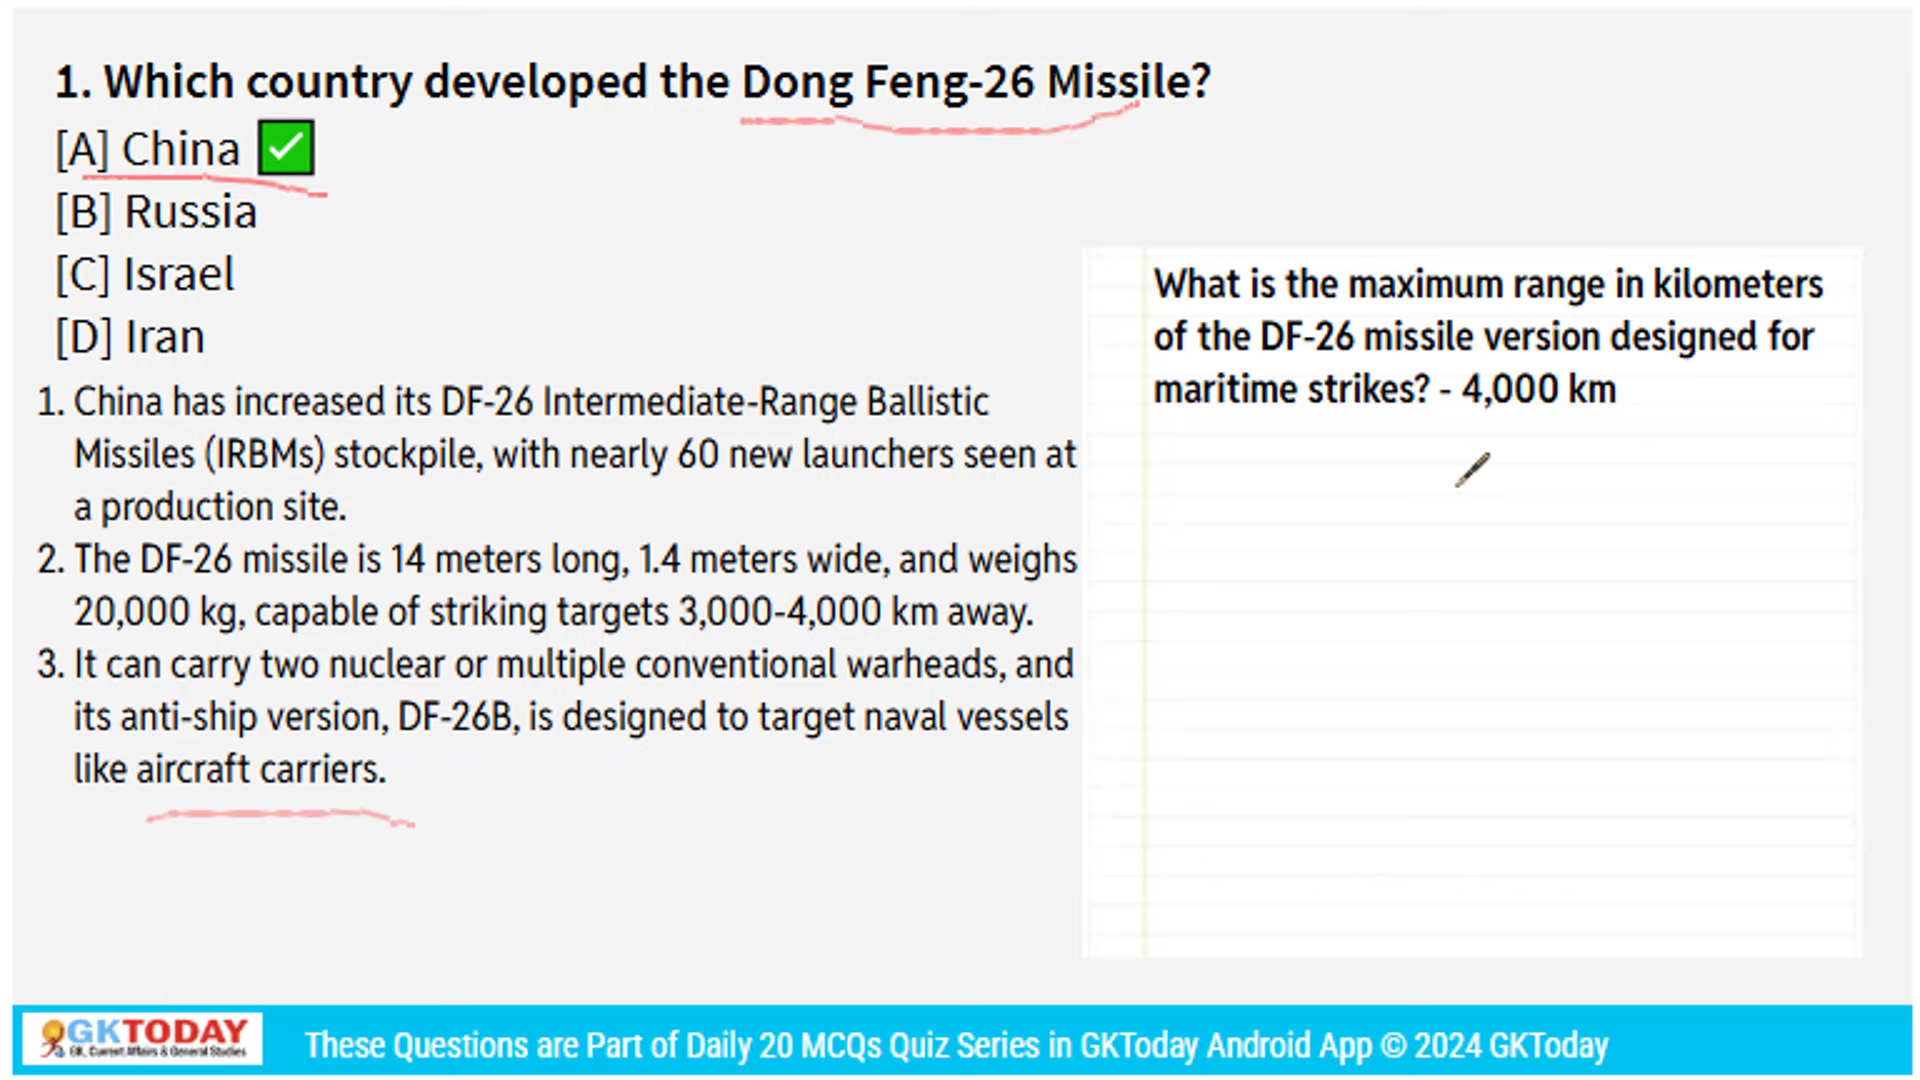 1. Which country developed the Dong Feng-26 Missile?
[A] China
[B] Russia
[C] Israel
[D] Iran
1. China has increased its DF-26 Intermediate-Range Ballistic
Missiles (IRBMs) stockpile, with nearly 60 new launchers seen at
a production site.
2. The DF-26 missile is 14 meters long, 1.4 meters wide, and weighs
20,000 kg, capable of striking targets 3,000-4,000 km away.
3. It can carry two nuclear or multiple conventional warheads, and
its anti-ship version, DF-26B, is designed to target naval vessels
like aircraft carriers.
What is the maximum range in kilometers
of the DF-26 missile version designed for
maritime strikes? - 4,000 km
GKTODAY
GK, Current Affairs & General Studies
These Questions are Part of Daily 20 MCQs Quiz Series in GKToday Android App © 2024 GKToday